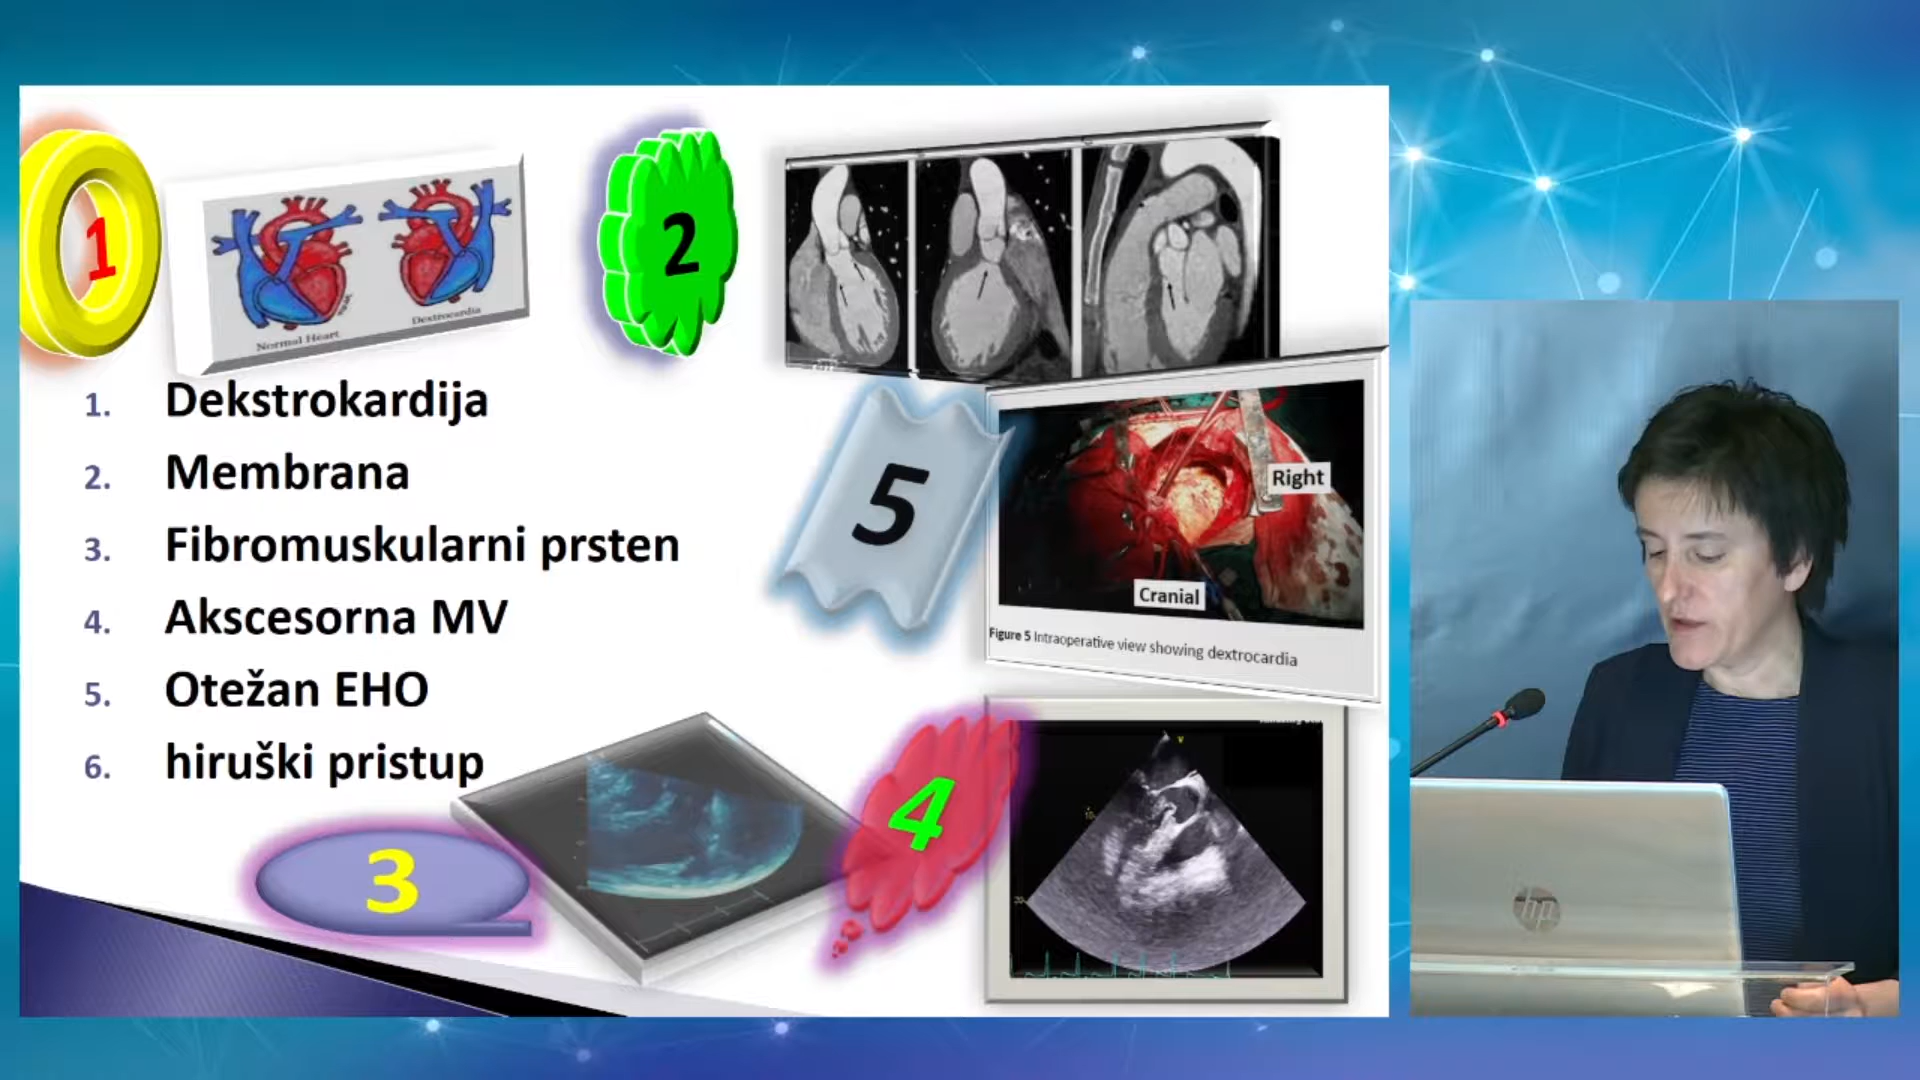 1
Normal Heart
Dextrocardia
2
1. Dekstrokardija
2. Membrana
3. Fibromuskularni prsten
4. Akscesorna MV
5. Otežan EHO
6. hiruški pristup
5
Right
Cranial
Figure 5 Intraoperative view showing dextrocardia
3
4
V
hp